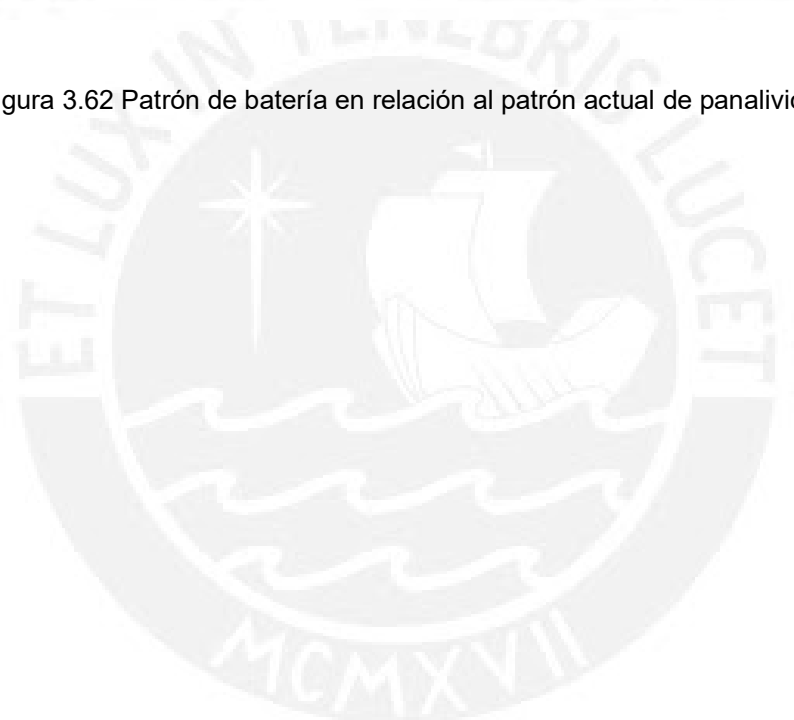 ET LUX IN TENEBRIS LUCET
gura 3.62 Patrón de batería en relación al patrón actual de panalivi
MCMXVII